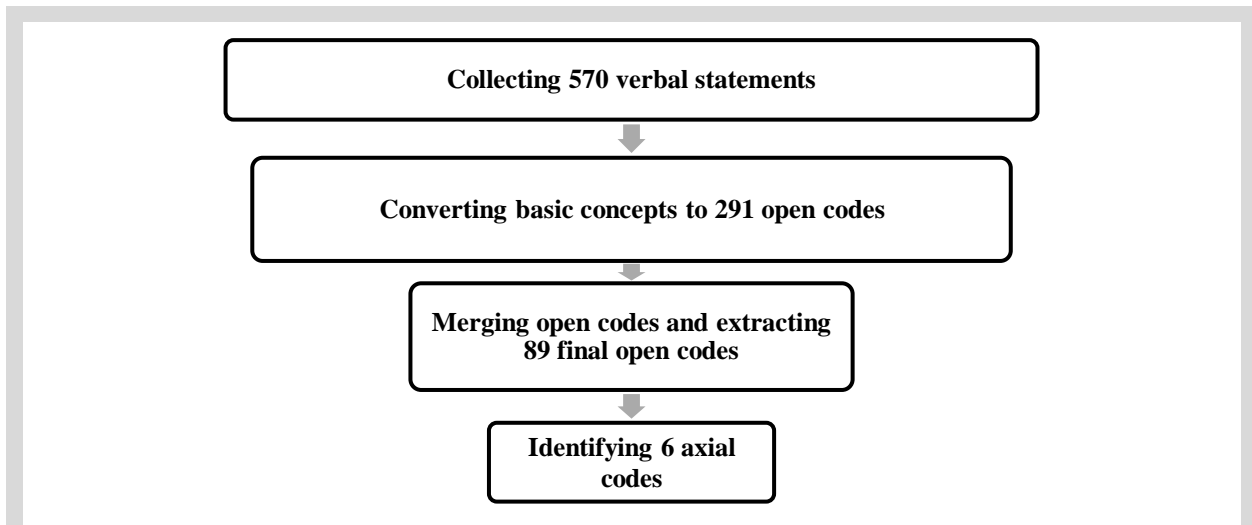 Collecting 570 verbal statements
Converting basic concepts to 291 open codes
Merging open codes and extracting
89 final open codes
Identifying 6 axial
codes